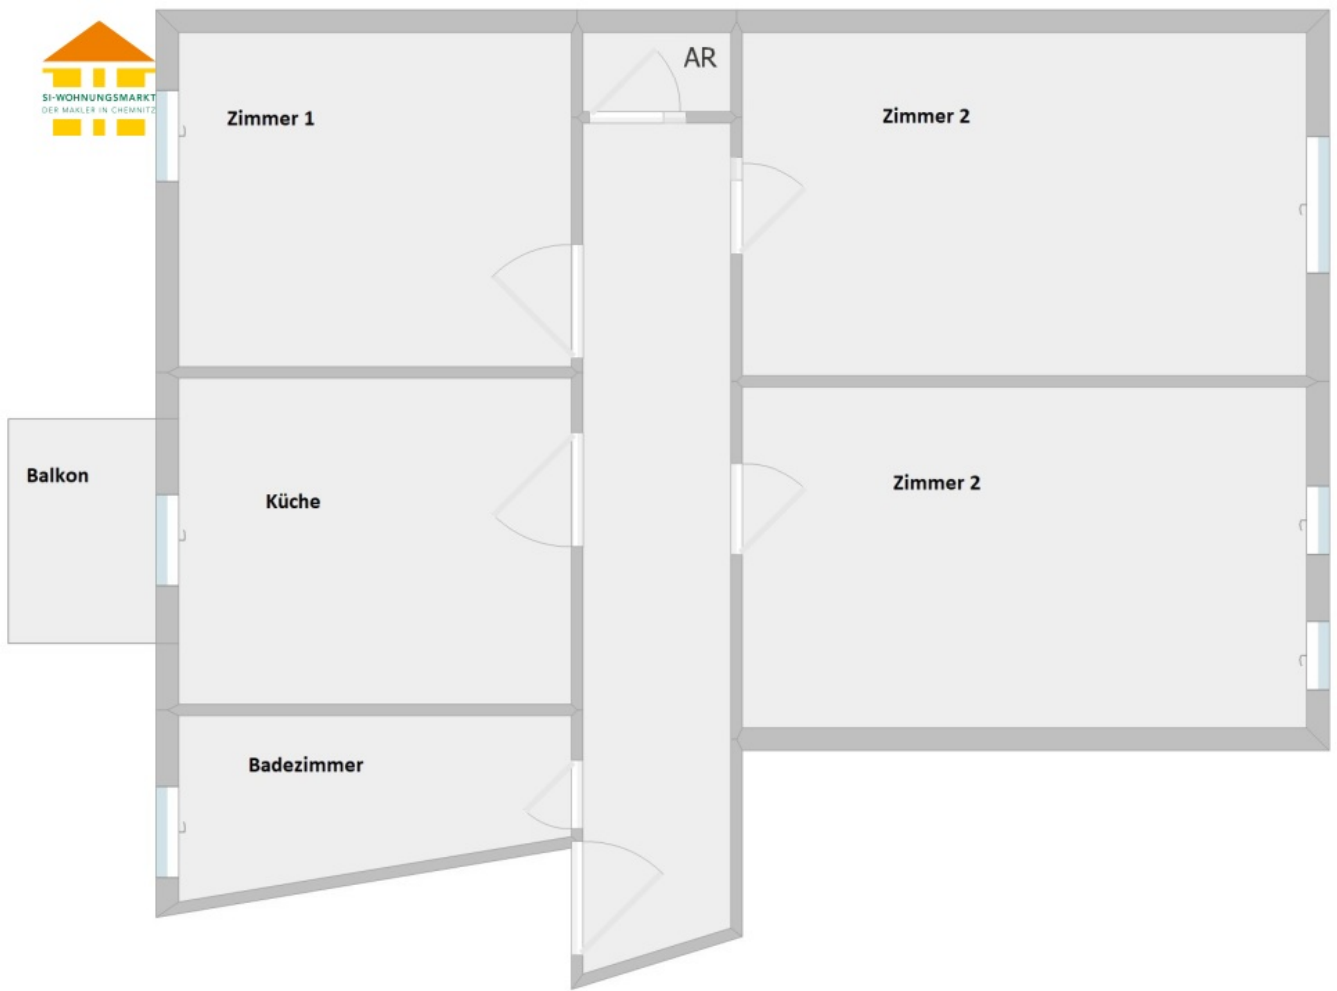 SI-WOHNUNGSMARKT
DER MAKLER IN CHEMNITZ
AR
Zimmer 1
Zimmer 2
Balkon
Küche
Zimmer 2
Badezimmer